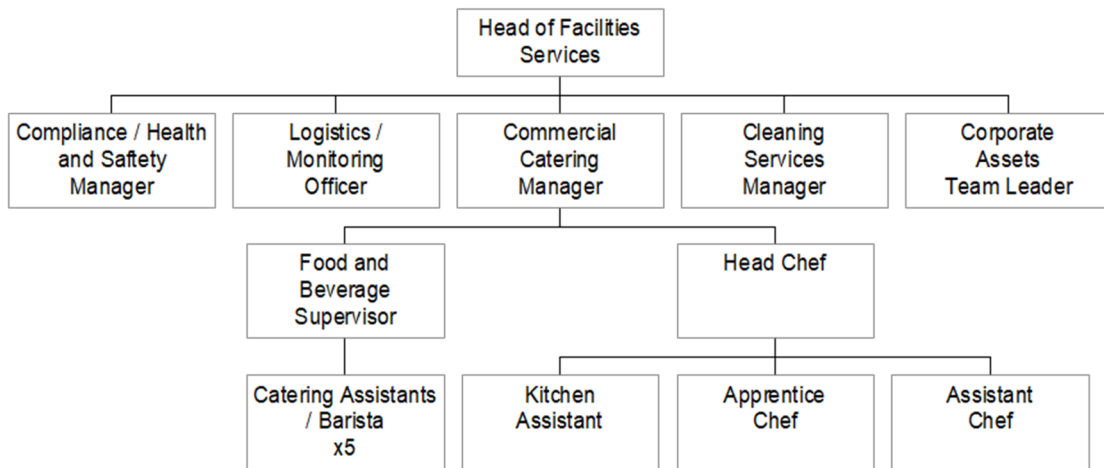 Head of Facilities
Services
Compliance / Health
and Saftety
Manager
Logistics /
Monitoring
Officer
Commercial
Catering
Manager
Cleaning
Services
Manager
Corporate
Assets
Team Leader
Food and
Beverage
Supervisor
Head Chef
Catering Assistants
/ Barista
x5
Kitchen
Assistant
Apprentice
Chef
Assistant
Chef